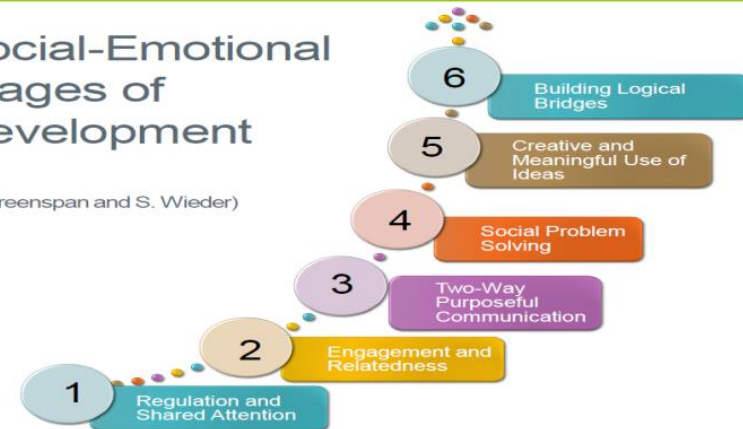 ocial-Emotional
ages of
evelopment
reenspan and S. Wieder)
6
Building Logical
Bridges
5
Creative and
Meaningful Use of
Ideas
4
Social Problem
Solving
3
Two-Way
Purposeful
Communication
2
Engagement and
Relatedness
1
Regulation and
Shared Attention